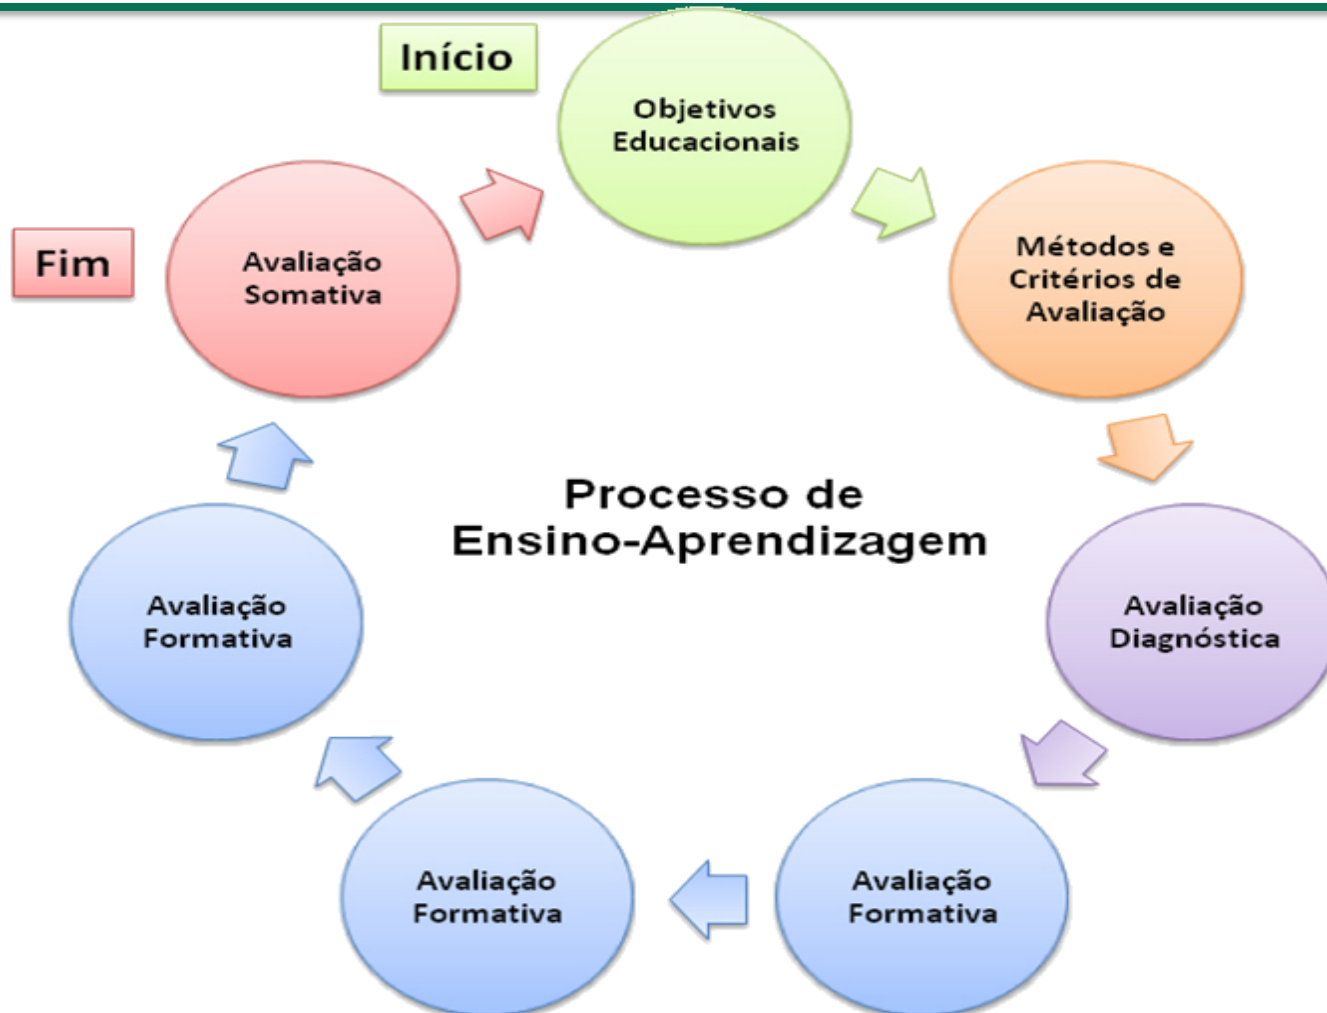 Início
Objetivos
Educacionais
Métodos e
Critérios de
Avaliação
Avaliação
Diagnóstica
Avaliação
Formativa
Avaliação
Formativa
Avaliação
Formativa
Avaliação
Somativa
Fim
Processo de
Ensino-Aprendizagem